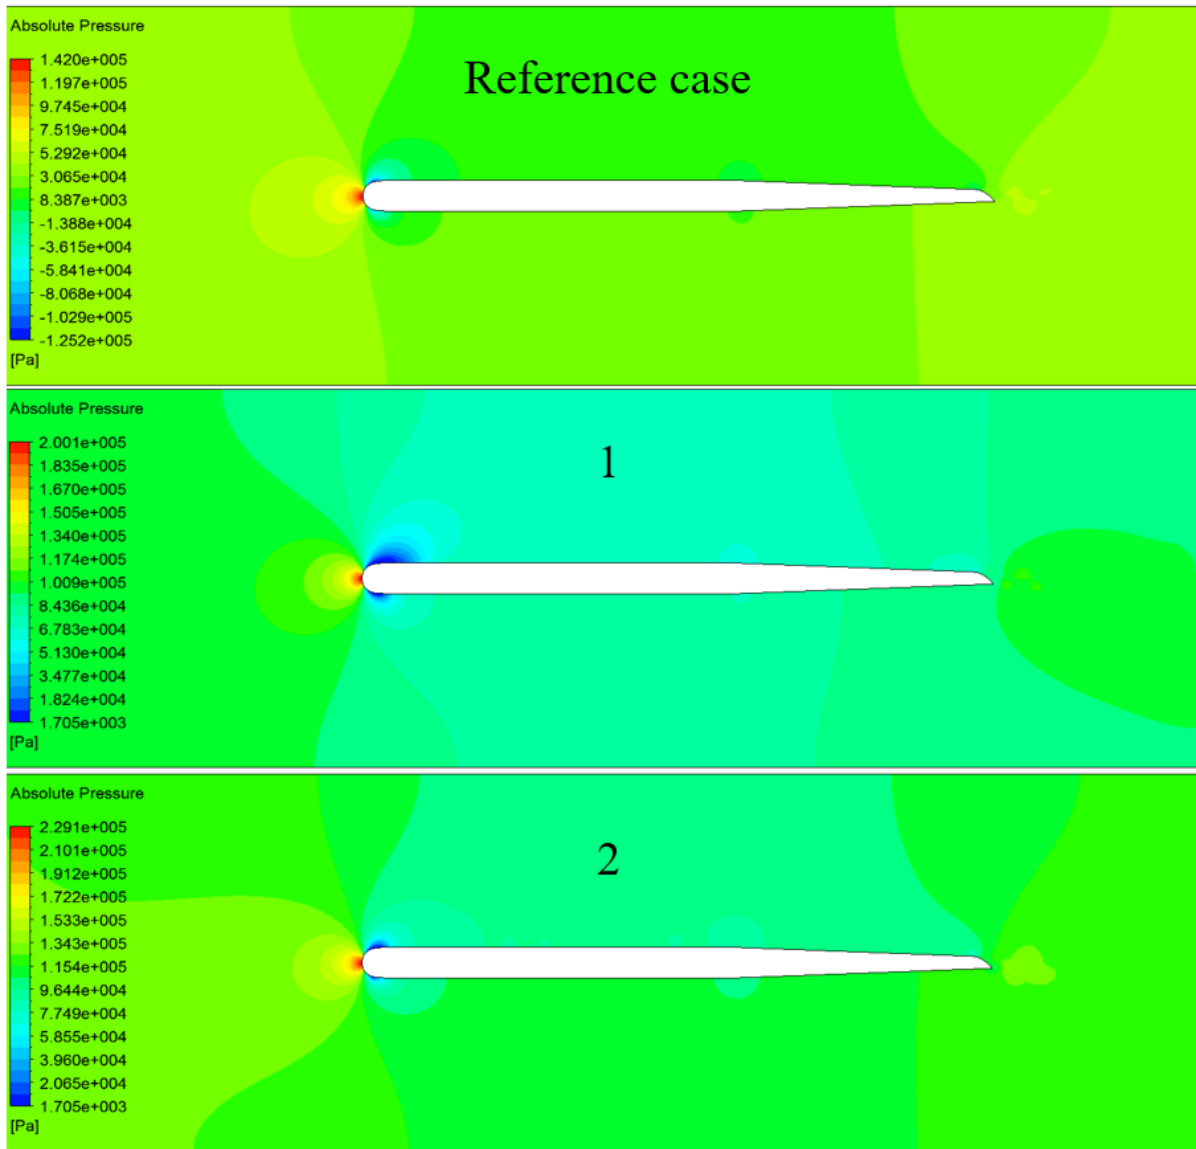 Absolute Pressure
Reference case
1.420e+005
1.197e+005
9.745e+004
7.519e+004
5.292e+004
3.065e+004
8.387e+003
-1.388e+004
-3.615e+004
-5.841e+004
-8.068e+004
-1.029e+005
-1.252e+005
[Pa]
Absolute Pressure
1
2.001e+005
1.835e+005
1.670e+005
1.505e+005
1.340e+005
1.174e+005
1.009e+005
8.436e+004
6.783e+004
5.130e+004
3.477e+004
1.824e+004
1.705e+003
[Pa]
Absolute Pressure
2
2.291e+005
2.101e+005
1.912e+005
1.722e+005
1.533e+005
1.343e+005
1.154e+005
9.644e+004
7.749e+004
5.855e+004
3.960e+004
2.065e+004
1.705e+003
[Pa]